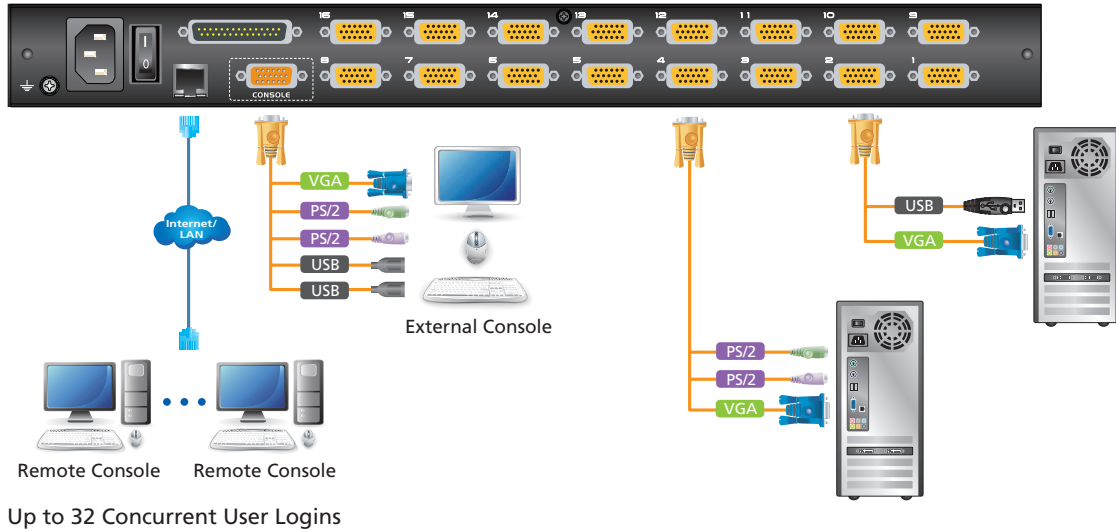 16 15 14 13 12 11 10 9
I
O
8 7 6 5 4 3 2 1
CONSOLE
VGA
PS/2
PS/2
USB
USB
Internet/
LAN
External Console
USB
VGA
PS/2
PS/2
VGA
Remote Console Remote Console
Up to 32 Concurrent User Logins